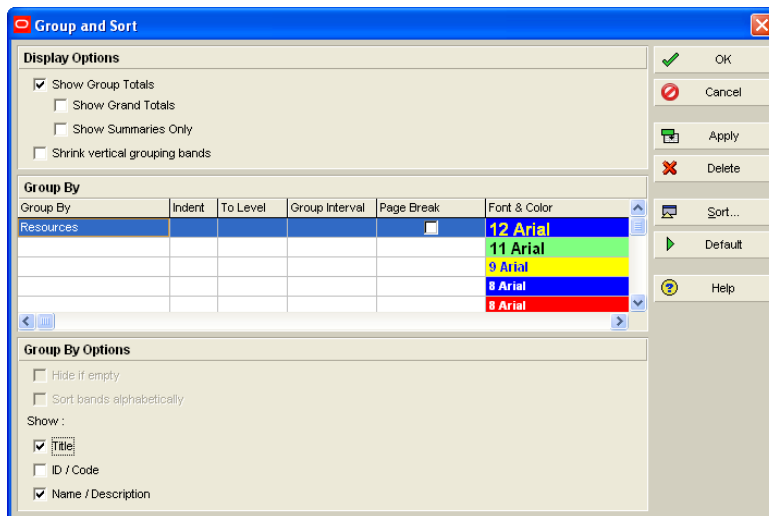 Group and Sort
Display Options
Show Group Totals
Show Grand Totals
Show Summaries Only
Shrink vertical grouping bands
Group By
Group By Indent To Level Group Interval Page Break Font & Color
Resources 12 Arial
11 Arial
9 Arial
8 Arial
8 Arial
Group By Options
Hide if empty
Sort bands alphabetically
Show :
Title
ID / Code
Name / Description
OK
Cancel
Apply
Delete
Sort...
Default
Help